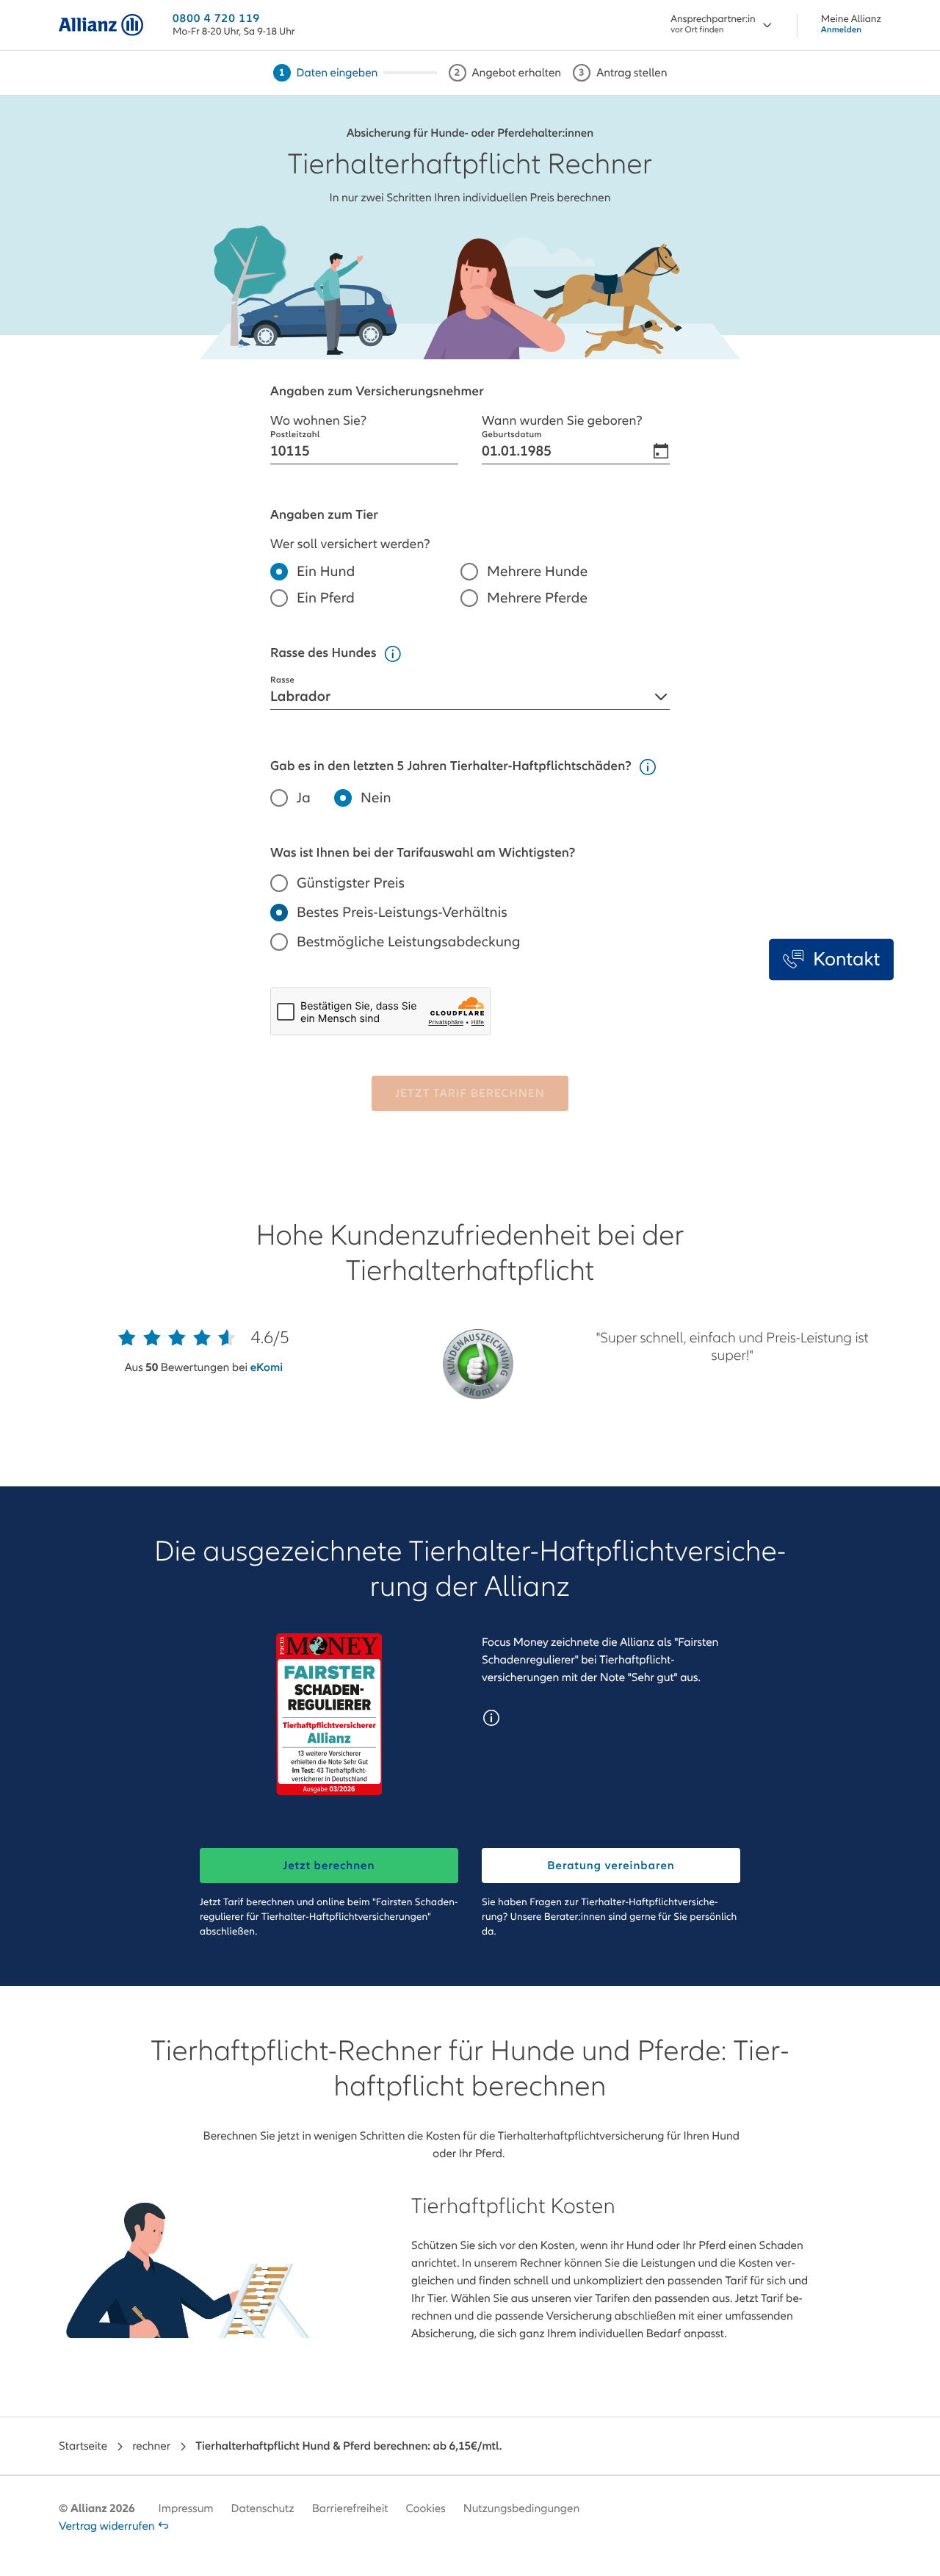 Allianz
0800 4 720 119
Mo-Fr 8-20 Uhr, Sa 9-18 Uhr
Ansprechpartner:in
vor Ort finden
Meine Allianz
Anmelden
1 Daten eingeben
2 Angebot erhalten
3 Antrag stellen
Absicherung für Hunde- oder Pferdehalter:innen
Tierhalterhaftpflicht Rechner
In nur zwei Schritten Ihren individuellen Preis berechnen
Angaben zum Versicherungsnehmer
Wo wohnen Sie?
Postleitzahl
10115
Wann wurden Sie geboren?
Geburtsdatum
01.01.1985
Angaben zum Tier
Wer soll versichert werden?
Ein Hund
Mehrere Hunde
Ein Pferd
Mehrere Pferde
Rasse des Hundes
Rasse
Labrador
Gab es in den letzten 5 Jahren Tierhalter-Haftpflichtschäden?
Ja
Nein
Was ist Ihnen bei der Tarifauswahl am Wichtigsten?
Günstigster Preis
Bestes Preis-Leistungs-Verhältnis
Bestmögliche Leistungsabdeckung
Kontakt
Bestätigen Sie, dass Sie
ein Mensch sind
CLOUDFLARE
Privatsphäre • Hilfe
JETZT TARIF BERECHNEN
Hohe Kundenzufriedenheit bei der
Tierhalterhaftpflicht
4.6/5
Aus 50 Bewertungen bei eKomi
KUNDENAUSZEICHNUNG
eKomi
"Super schnell, einfach und Preis-Leistung ist
super!"
Die ausgezeichnete Tierhalter-Haftpflichtversiche-
rung der Allianz
FOCUS MONEY
FAIRSTER
SCHADEN-
REGULIERER
Tierhaftpflichtversicherer
Allianz
13 weitere Versicherer
erhielten die Note Sehr Gut
Im Test: 43 Tierhaftpflicht-
versicherer in Deutschland
Ausgabe 03/2026
Focus Money zeichnete die Allianz als "Fairsten
Schadenregulierer" bei Tierhaftpflicht-
versicherungen mit der Note "Sehr gut" aus.
Jetzt berechnen
Jetzt Tarif berechnen und online beim "Fairsten Schaden-
regulierer für Tierhalter-Haftpflichtversicherungen"
abschließen.
Beratung vereinbaren
Sie haben Fragen zur Tierhalter-Haftpflichtversiche-
rung? Unsere Berater:innen sind gerne für Sie persönlich
da.
Tierhaftpflicht-Rechner für Hunde und Pferde: Tier-
haftpflicht berechnen
Berechnen Sie jetzt in wenigen Schritten die Kosten für die Tierhalterhaftpflichtversicherung für Ihren Hund
oder Ihr Pferd.
Tierhaftpflicht Kosten
Schützen Sie sich vor den Kosten, wenn ihr Hund oder Ihr Pferd einen Schaden
anrichtet. In unserem Rechner können Sie die Leistungen und die Kosten ver-
gleichen und finden schnell und unkompliziert den passenden Tarif für sich und
Ihr Tier. Wählen Sie aus unseren vier Tarifen den passenden aus. Jetzt Tarif be-
rechnen und die passende Versicherung abschließen mit einer umfassenden
Absicherung, die sich ganz Ihrem individuellen Bedarf anpasst.
Startseite
rechner
Tierhalterhaftpflicht Hund & Pferd berechnen: ab 6,15€/mtl.
© Allianz 2026
Impressum
Datenschutz
Barrierefreiheit
Cookies
Nutzungsbedingungen
Vertrag widerrufen